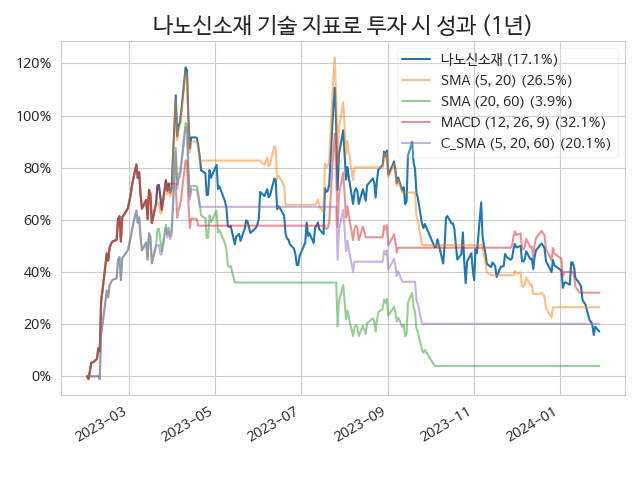 나노신소재 기술 지표로 투자 시 성과 (1년)
나노신소재 (17.1%)
SMA (5, 20) (26.5%)
SMA (20, 60) (3.9%)
MACD (12, 26, 9) (32.1%)
C_SMA (5, 20, 60) (20.1%)
120%
100%
80%
60%
40%
20%
0%
2023-03
2023-05
2023-07
2023-09
2023-11
2024-01